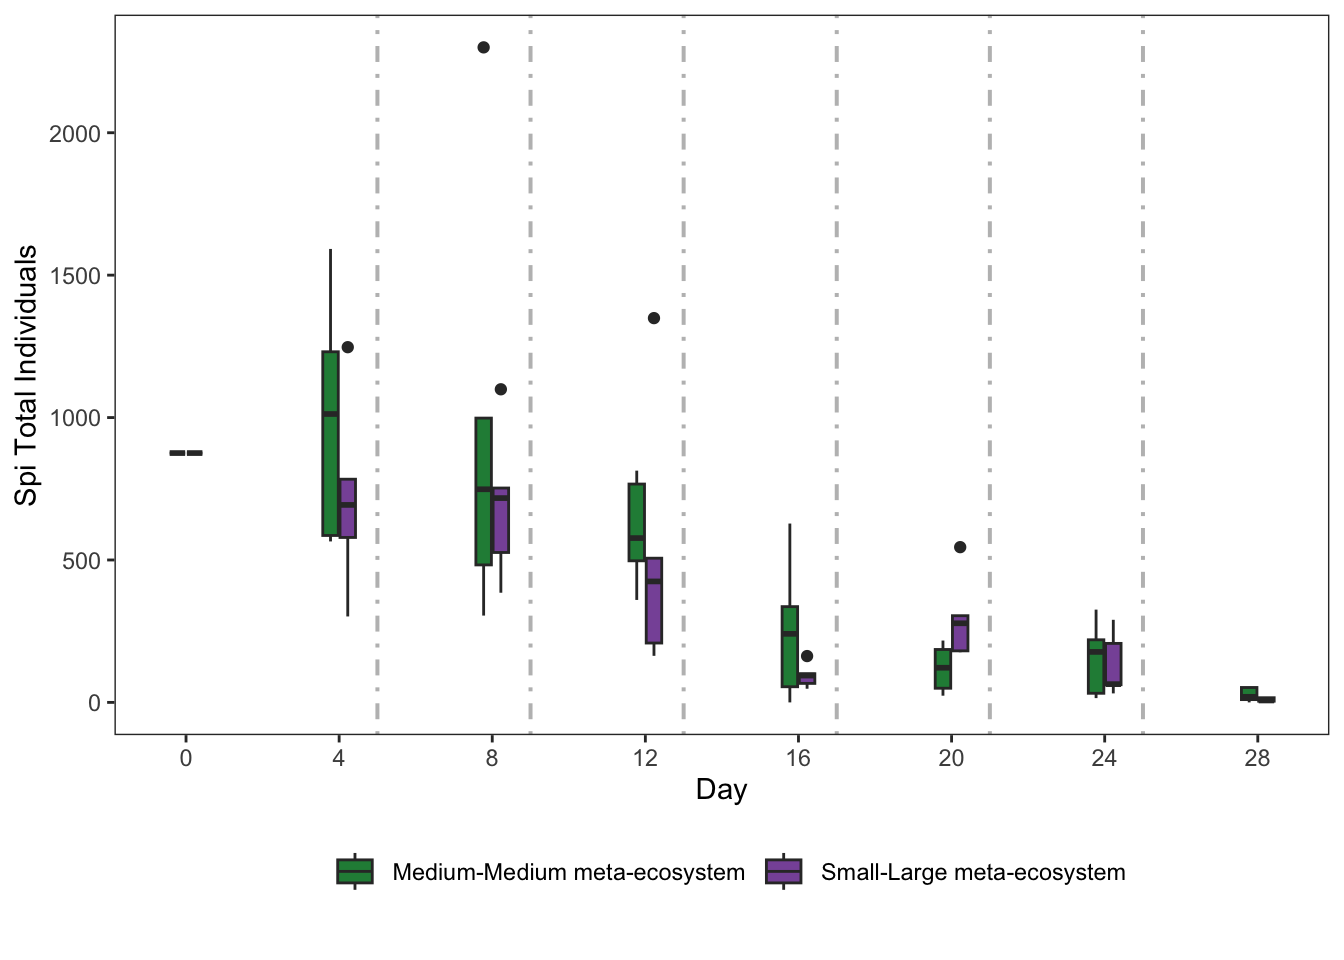 Spi Total Individuals
2000
1500
1000
500
0
0 4 8 12 16 20 24 28
Day
Medium-Medium meta-ecosystem Small-Large meta-ecosystem